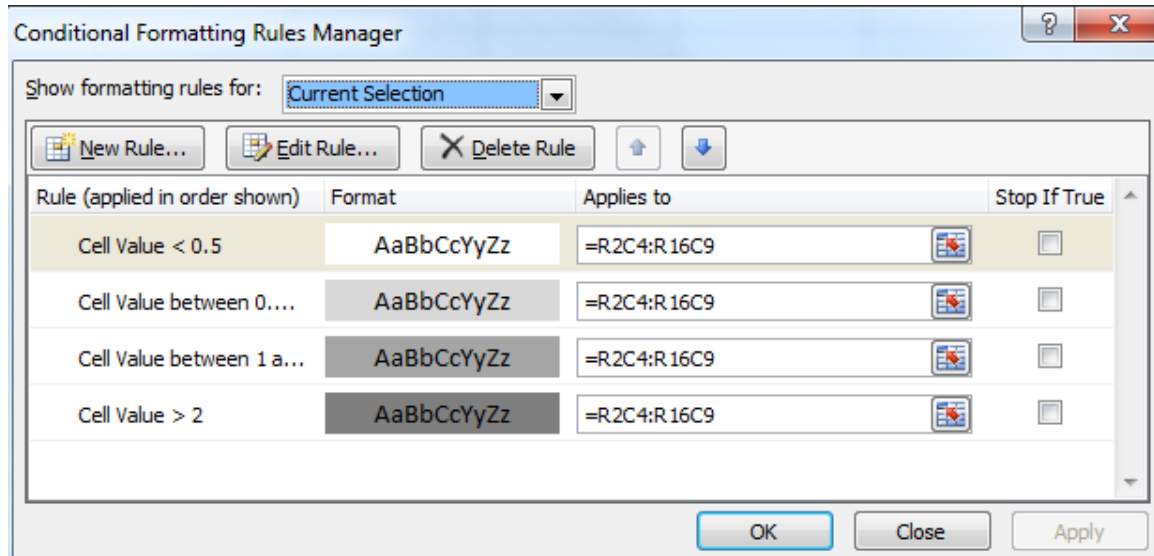 Conditional Formatting Rules Manager
?
X
Show formatting rules for: Current Selection
New Rule... Edit Rule... Delete Rule
Rule (applied in order shown) Format Applies to Stop If True
Cell Value < 0.5 AaBbCcYyZz =R2C4:R16C9
Cell Value between 0.... AaBbCcYyZz =R2C4:R16C9
Cell Value between 1 a... AaBbCcYyZz =R2C4:R16C9
Cell Value > 2 AaBbCcYyZz =R2C4:R16C9
OK Close Apply